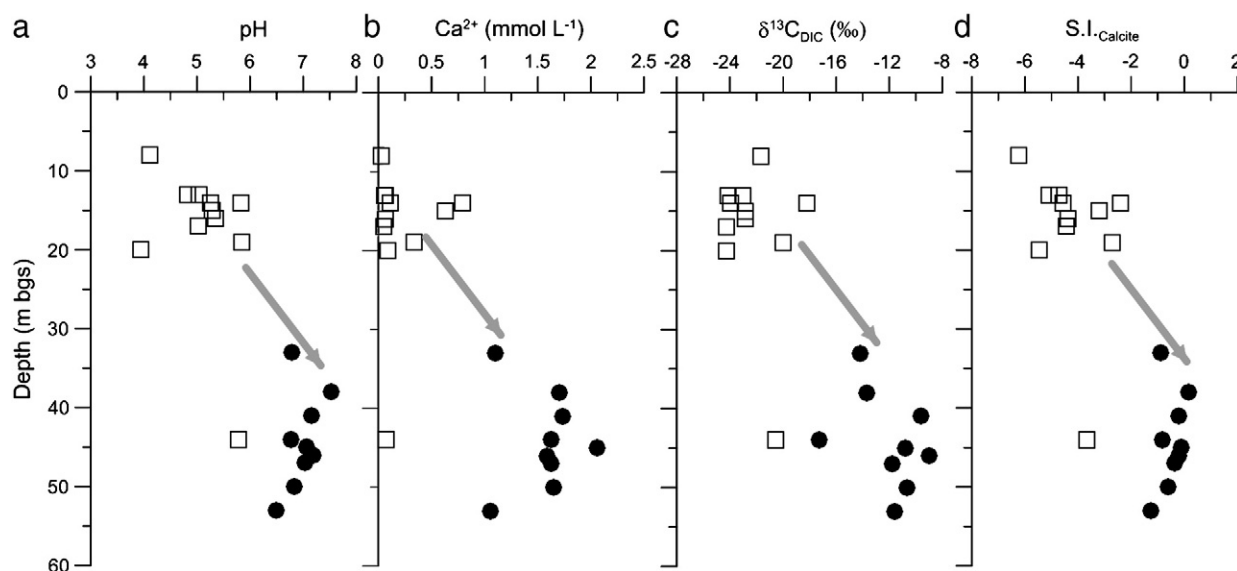 a
pH
3 4 5 6 7 8
b
Ca²⁺ (mmol L⁻¹)
0 0.5 1 1.5 2 2.5
c
δ¹³C_DIC (‰)
-28 -24 -20 -16 -12 -8
d
S.I._Calcite
-8 -6 -4 -2 0 2
Depth (m bgs)
0
10
20
30
40
50
60